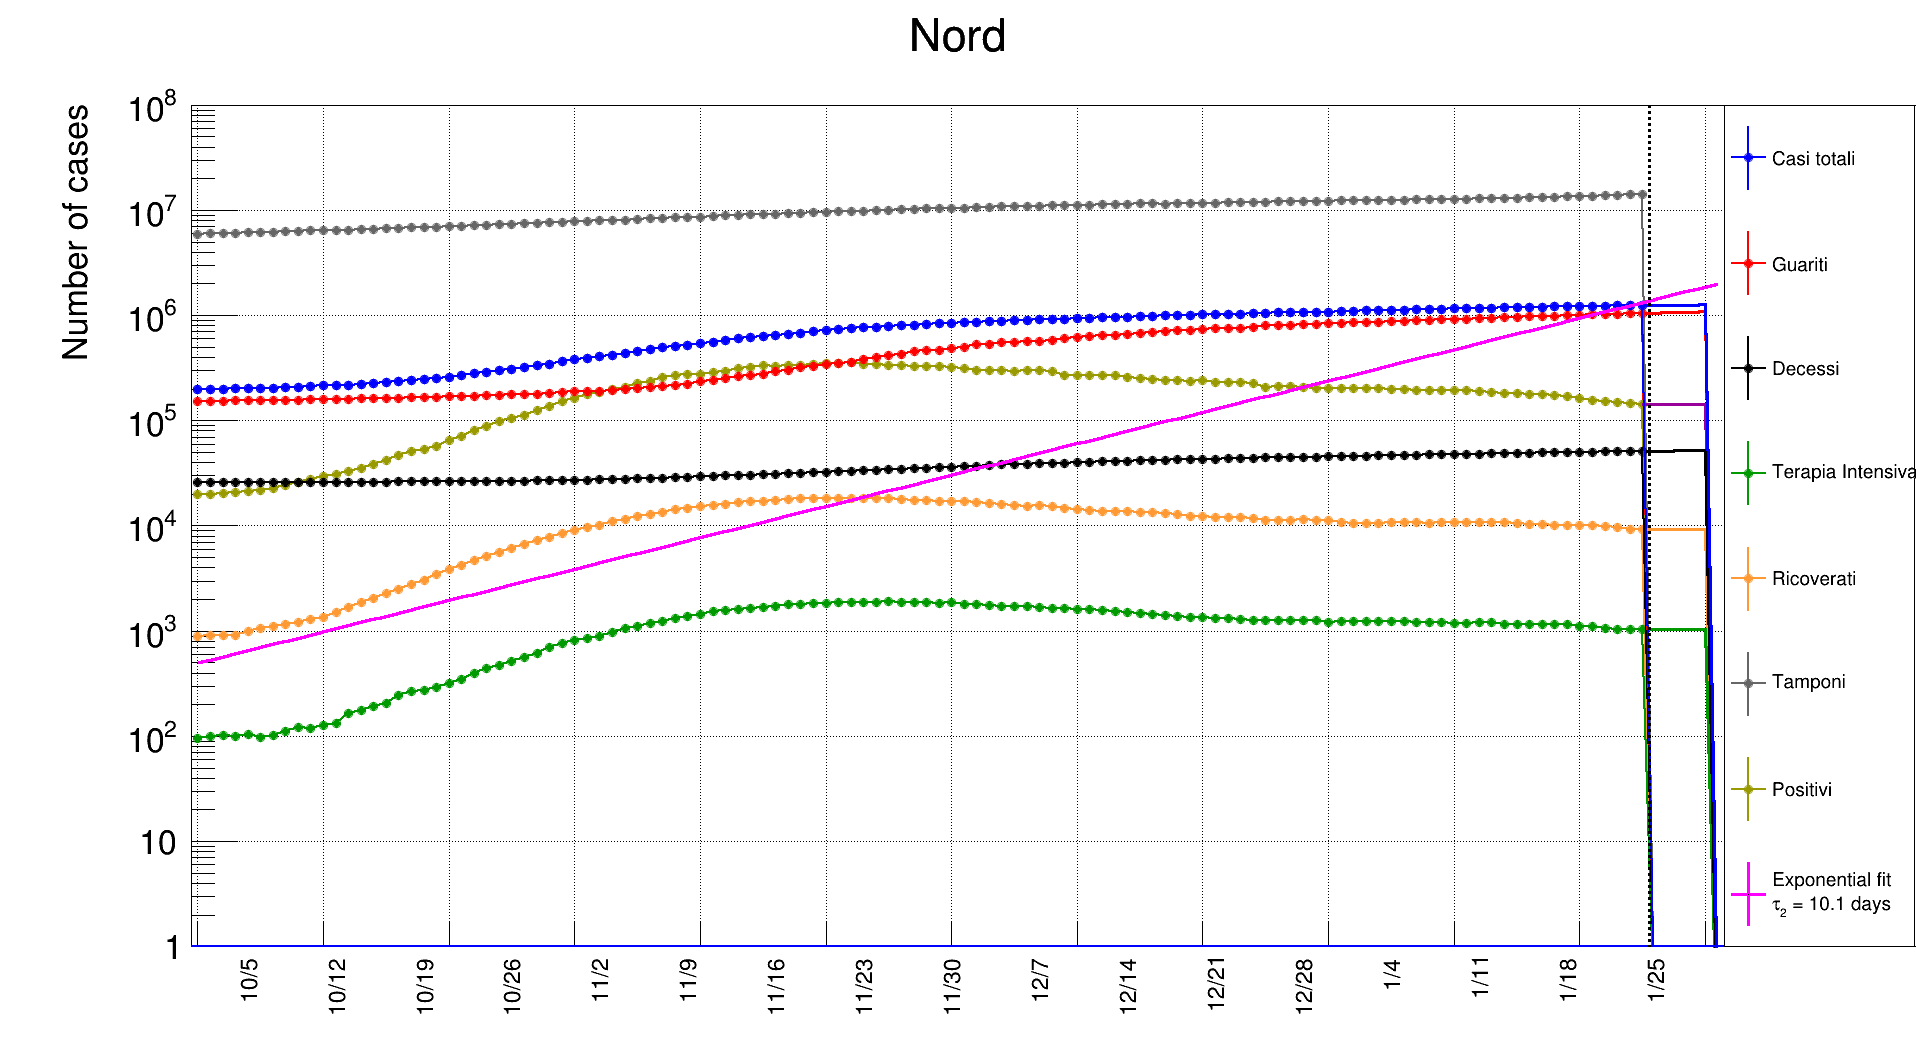 Nord
Number of cases
10^8
10^7
10^6
10^5
10^4
10^3
10^2
10
1
10/5
10/12
10/19
10/26
11/2
11/9
11/16
11/23
11/30
12/7
12/14
12/21
12/28
1/4
1/11
1/18
1/25
Casi totali
Guariti
Decessi
Terapia Intensiva
Ricoverati
Tamponi
Positivi
Exponential fit
τ₂ = 10.1 days